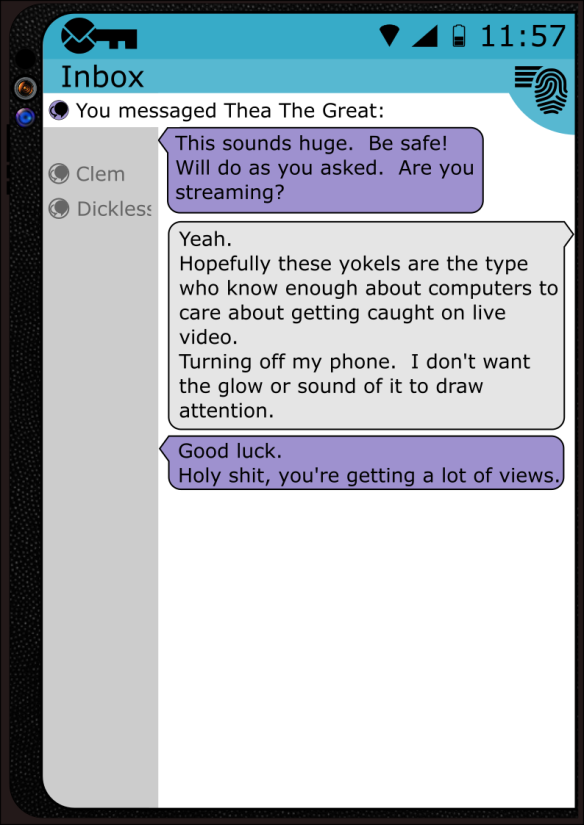 11:57
Inbox
You messaged Thea The Great:
Clem
Dickless
This sounds huge.  Be safe!
Will do as you asked.  Are you
streaming?
Yeah.
Hopefully these yokels are the type
who know enough about computers to
care about getting caught on live
video.
Turning off my phone.  I don't want
the glow or sound of it to draw
attention.
Good luck.
Holy shit, you're getting a lot of views.